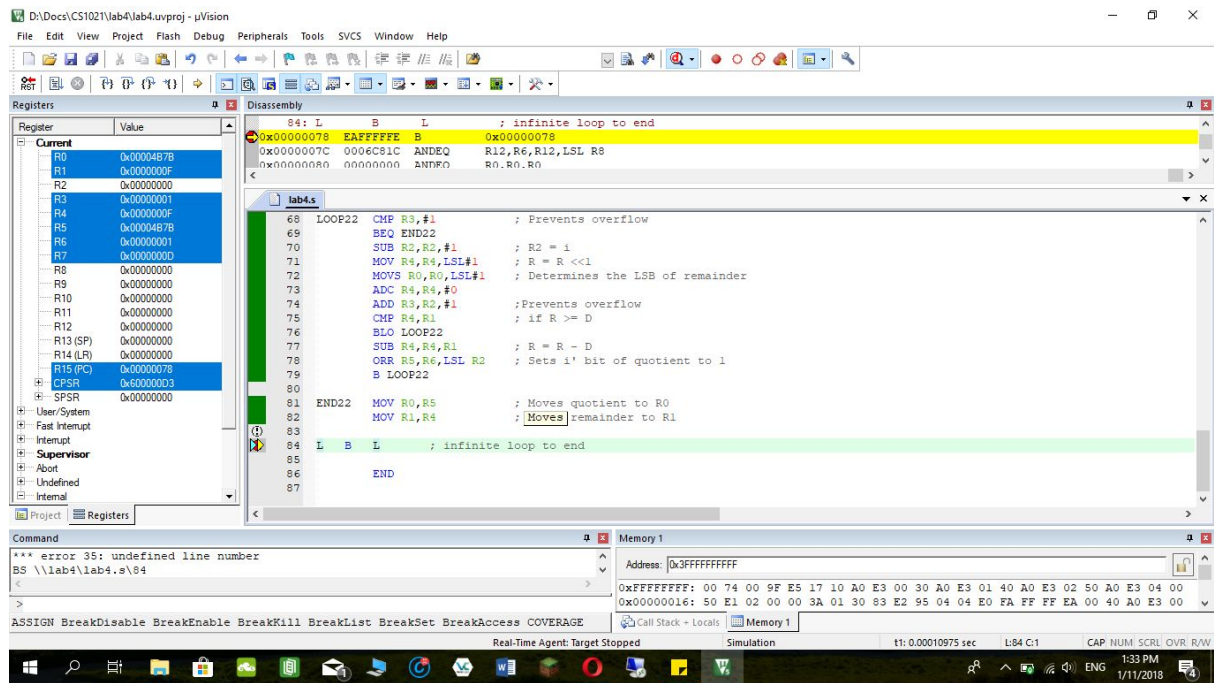 D:\Docs\CS1021\lab4\lab4.uvproj - µVision
File Edit View Project Flash Debug Peripherals Tools SVCS Window Help
Registers
Register Value
Current
R0 0x00004B7B
R1 0x0000000F
R2 0x00000000
R3 0x00000001
R4 0x0000000F
R5 0x00004B7B
R6 0x00000001
R7 0x0000000D
R8 0x00000000
R9 0x00000000
R10 0x00000000
R11 0x00000000
R12 0x00000000
R13 (SP) 0x00000000
R14 (LR) 0x00000000
R15 (PC) 0x00000078
CPSR 0x600000D3
SPSR 0x00000000
User/System
Fast Interrupt
Interrupt
Supervisor
Abort
Undefined
Internal
Project Registers
Disassembly
84: L B L ; infinite loop to end
0x00000078 EAFFFFFE B 0x00000078
0x0000007C 0006C81C ANDEQ R12,R6,R12,LSL R8
0x00000080 00000000 ANDEQ R0,R0,R0
lab4.s
68 LOOP22 CMP R3,#1 ; Prevents overflow
69 BEQ END22
70 SUB R2,R2,#1 ; R2 = i
71 MOV R4,R4,LSL#1 ; R = R <<1
72 MOVS R0,R0,LSL#1 ; Determines the LSB of remainder
73 ADC R4,R4,#0
74 ADD R3,R2,#1 ;Prevents overflow
75 CMP R4,R1 ; if R >= D
76 BLO LOOP22
77 SUB R4,R4,R1 ; R = R - D
78 ORR R5,R6,LSL R2 ; Sets i' bit of quotient to 1
79 B LOOP22
80
81 END22 MOV R0,R5 ; Moves quotient to R0
82 MOV R1,R4 ; Moves remainder to R1
83
84 L B L ; infinite loop to end
85
86 END
87
Command
*** error 35: undefined line number
BS \\lab4\lab4.s\84
>
ASSIGN BreakDisable BreakEnable BreakKill BreakList BreakSet BreakAccess COVERAGE
Memory 1
Address: 0x3FFFFFFFFF
0xFFFFFFFF: 00 74 00 9F E5 17 10 A0 E3 00 30 A0 E3 01 40 A0 E3 02 50 A0 E3 04 00
0x00000016: 50 E1 02 00 00 3A 01 30 83 E2 95 04 04 E0 FA FF FF EA 00 40 A0 E3 00
Call Stack + Locals Memory 1
Real-Time Agent: Target Stopped Simulation t1: 0.00010975 sec L:84 C:1 CAP NUM SCRL OVR R/W
ENG 1:33 PM
1/11/2018